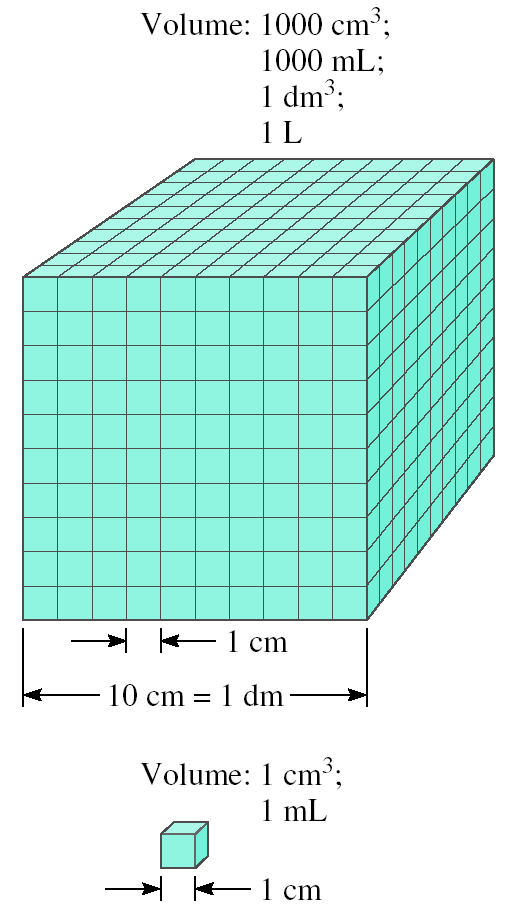 Volume: 1000 cm³;
1000 mL;
1 dm³;
1 L
1 cm
10 cm = 1 dm
Volume: 1 cm³;
1 mL
1 cm